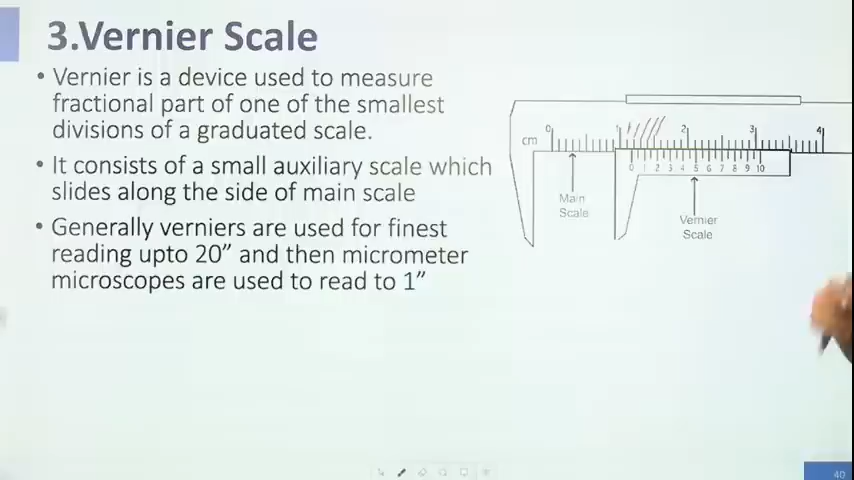 3.Vernier Scale
• Vernier is a device used to measure
fractional part of one of the smallest
divisions of a graduated scale.
• It consists of a small auxiliary scale which
slides along the side of main scale
• Generally verniers are used for finest
reading upto 20” and then micrometer
microscopes are used to read to 1”
0 1 2 3 4
cm
0 1 2 3 4 5 6 7 8 9 10
Main
Scale
Vernier
Scale
40